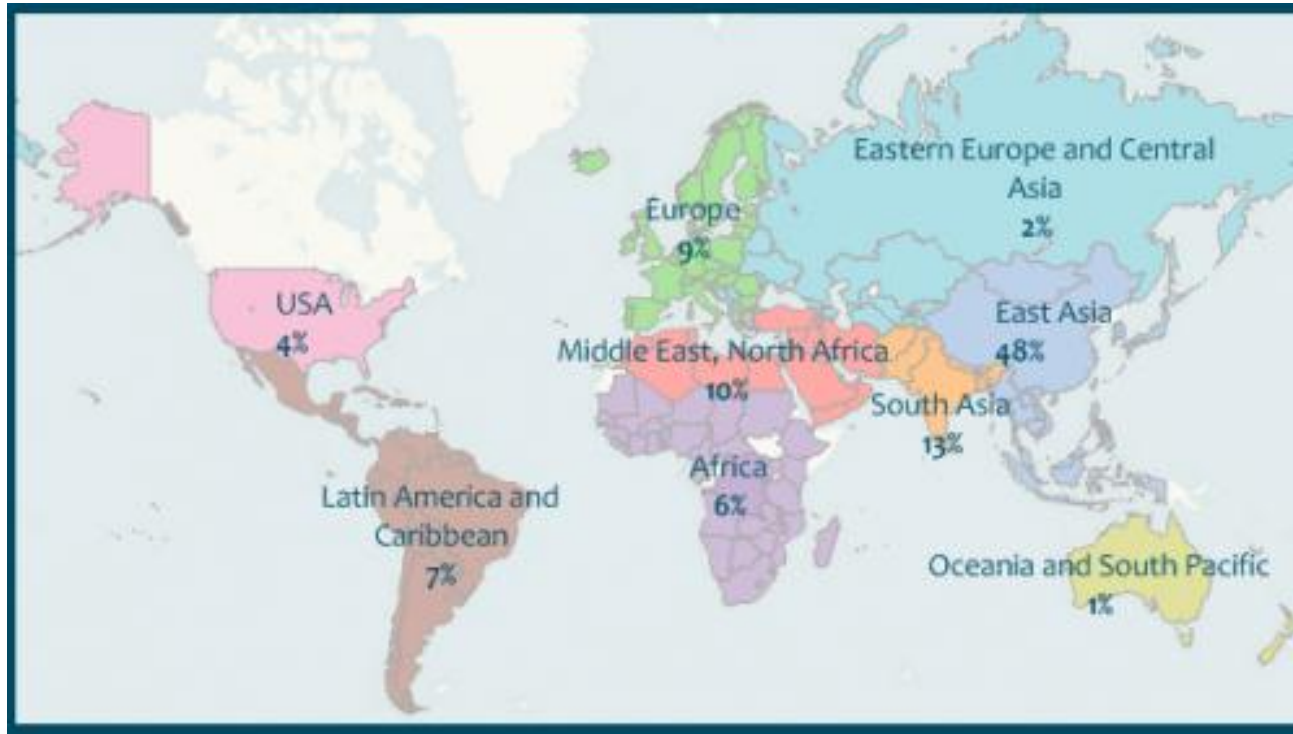 Eastern Europe and Central
Asia
2%
Europe
9%
USA
4%
East Asia
48%
Middle East, North Africa
10%
South Asia
13%
Africa
6%
Latin America and
Caribbean
7%
Oceania and South Pacific
1%